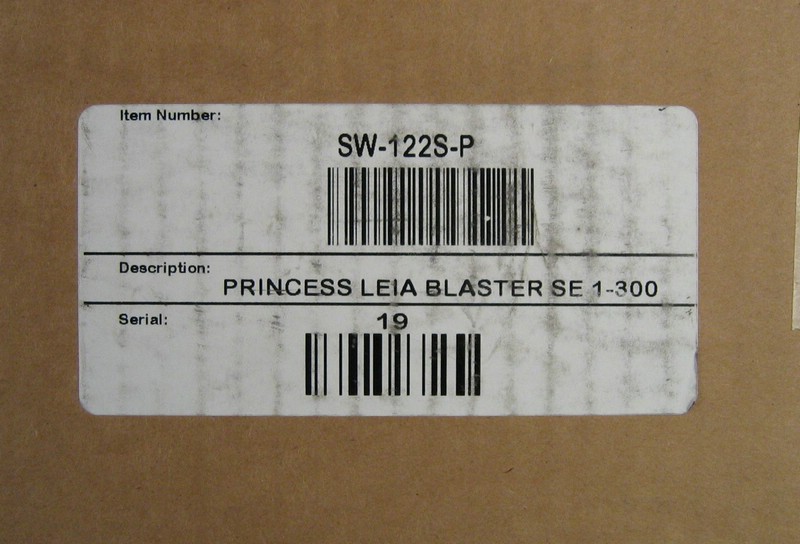 Item Number:
SW-122S-P
Description:
PRINCESS LEIA BLASTER SE 1-300
Serial:
19